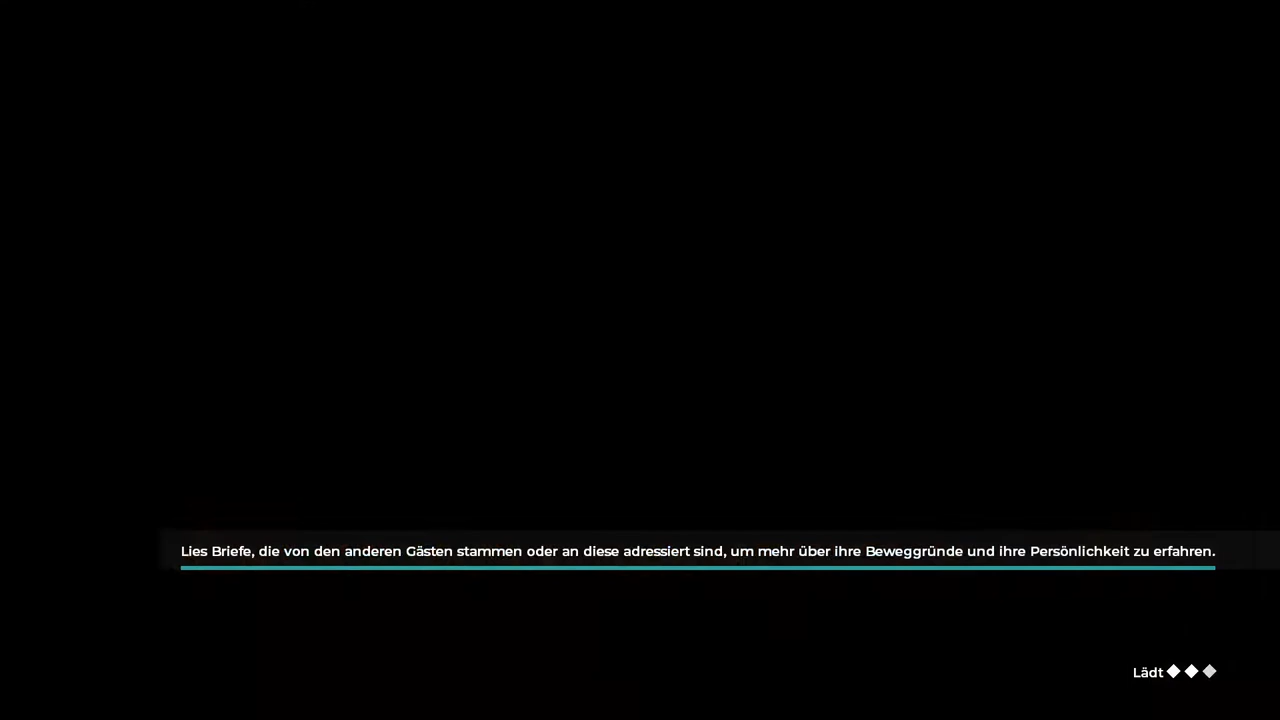 Lies Briefe, die von den anderen Gästen stammen oder an diese adressiert sind, um mehr über ihre Beweggründe und ihre Persönlichkeit zu erfahren.
Lädt